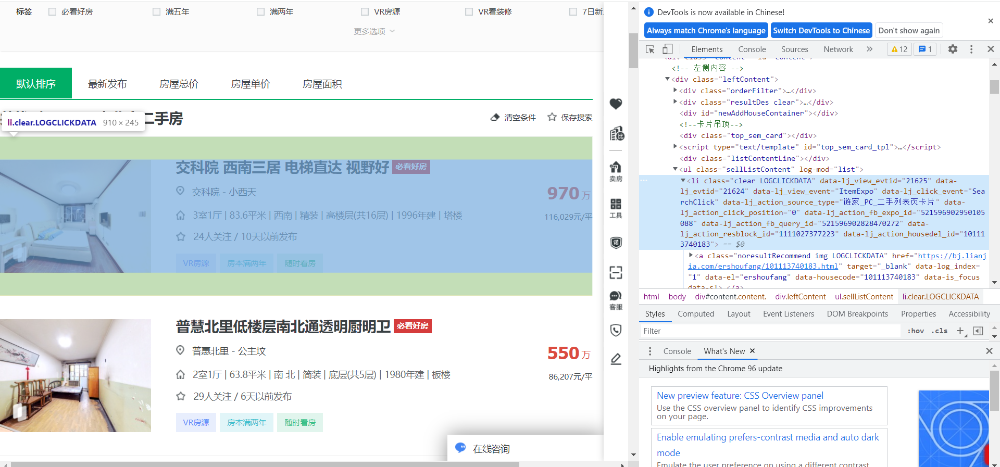 标签
必看好房
满五年
满两年
VR房源
VR看装修
7日新
更多选项
默认排序
最新发布
房屋总价
房屋单价
房屋面积
二手房
清空条件
保存搜索
li.clear.LOGCLICKDATA 910 × 245
交科院 西南三居 电梯直达 视野好 必看好房
交科院 - 小西天
970万
3室1厅 | 83.6平米 | 西南 | 精装 | 高楼层(共16层) | 1996年建 | 塔楼
116,029元/平
24人关注 / 10天以前发布
VR房源 房本满两年 随时看房
普慧北里低楼层南北通透明厨明卫 必看好房
普惠北里 - 公主坟
550万
2室1厅 | 63.8平米 | 南 北 | 简装 | 底层(共5层) | 1980年建 | 板楼
86,207元/平
29人关注 / 6天以前发布
VR房源 房本满两年 随时看房
在线咨询
比
卖房
工具
诺
客服
DevTools is now available in Chinese!
Always match Chrome's language
Switch DevTools to Chinese
Don't show again
Elements Console Sources Network » 12 1
<!-- 左侧内容 -->
<div class="leftContent">
<div class="orderFilter">…</div>
<div class="resultDes clear">…</div>
<div id="newAddHouseContainer"></div>
<!--卡片吊顶-->
<div class="top_sem_card"></div>
<script type="text/template" id="top_sem_card_tpl">…</script>
<div class="listContentLine"></div>
<ul class="sellListContent" log-mod="list">
<li class="clear LOGCLICKDATA" data-lj_view_evtid="21625" data-
lj_evtid="21624" data-lj_view_event="ItemExpo" data-lj_click_event="Sea
rchClick" data-lj_action_source_type="链家_PC_二手列表页卡片" data-
lj_action_click_position="0" data-lj_action_fb_expo_id="521596902950105
088" data-lj_action_fb_query_id="521596902828470272" data-
lj_action_resblock_id="1111027377223" data-lj_action_housedel_id="10111
3740183"> == $0
<a class="noresultRecommend img LOGCLICKDATA" href="https://bj.lianj
ia.com/ershoufang/101113740183.html" target="_blank" data-log_index=
"1" data-el="ershoufang" data-housecode="101113740183" data-is_focus
data-sl>…</a>
html body div#content.content. div.leftContent ul.sellListContent li.clear.LOGCLICKDATA
Styles Computed Layout Event Listeners DOM Breakpoints Properties Accessibility
Filter
:hov .cls +
Console What's New ×
Highlights from the Chrome 96 update
New preview feature: CSS Overview panel
Use the CSS overview panel to identify CSS improvements
on your page.
Enable emulating prefers-contrast media and auto dark
mode
Emulate the user preference on using a different contrast